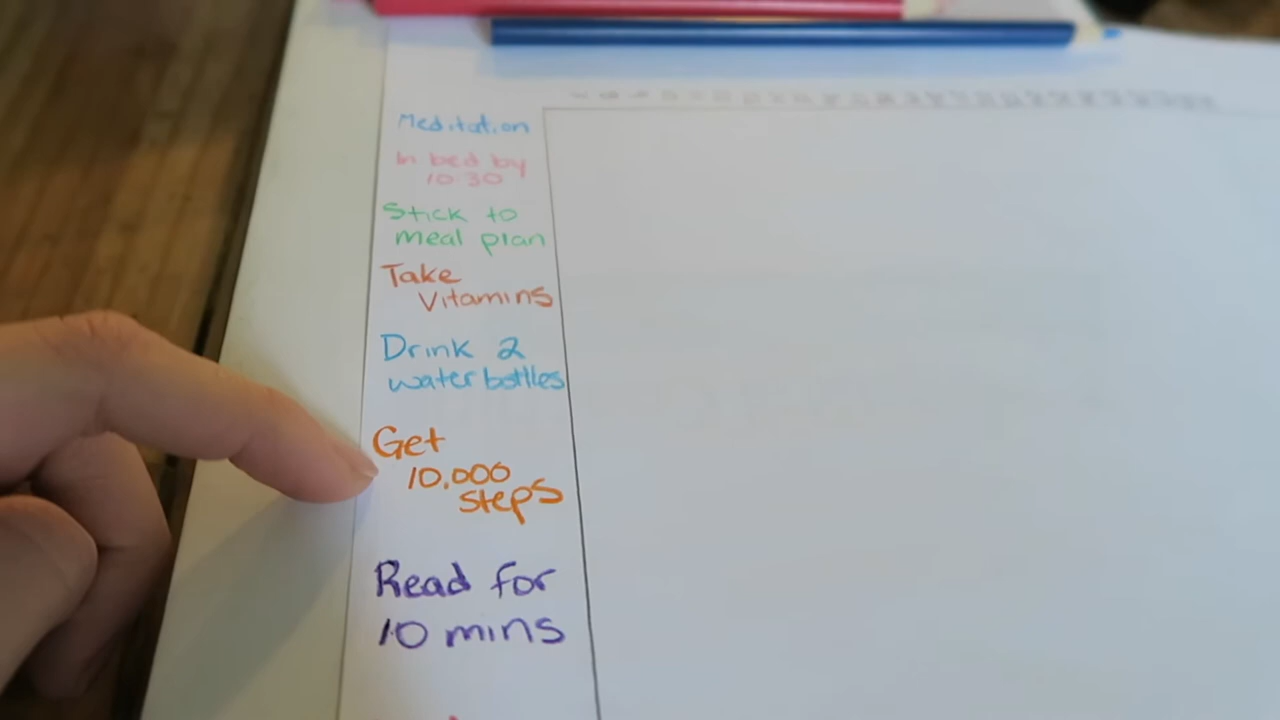 Meditation
In bed by
10:30
Stick to
meal plan
Take
Vitamins
Drink 2
water bottles
Get
10,000
steps
Read for
10 mins